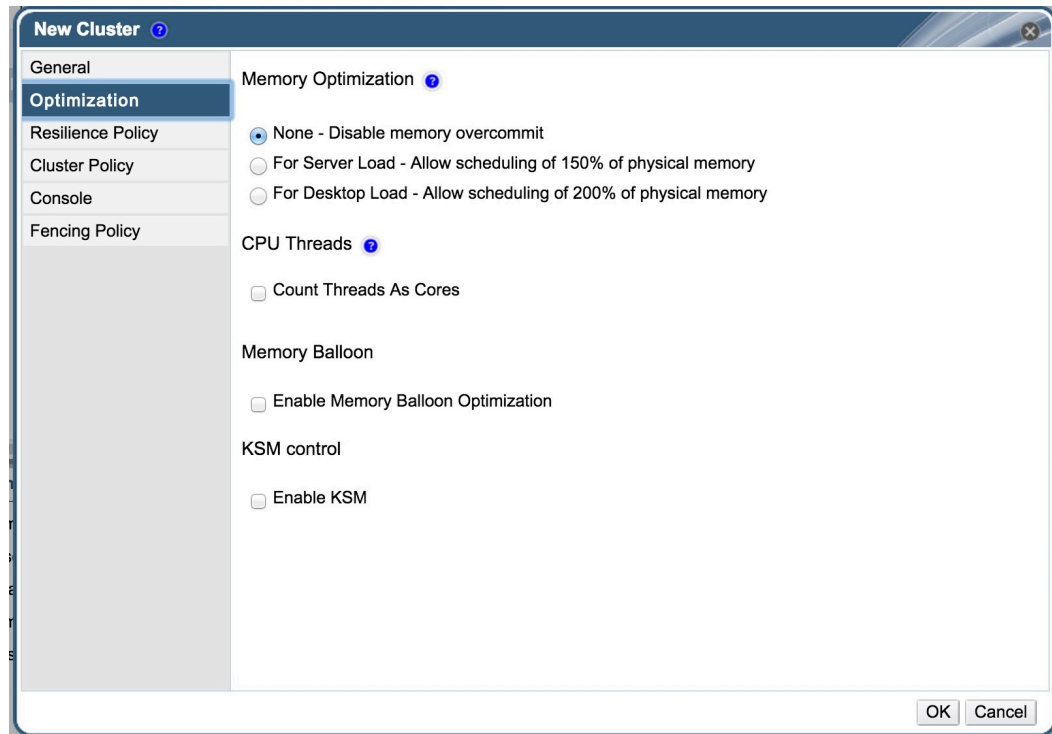 New Cluster
General
Optimization
Resilience Policy
Cluster Policy
Console
Fencing Policy
Memory Optimization
None - Disable memory overcommit
For Server Load - Allow scheduling of 150% of physical memory
For Desktop Load - Allow scheduling of 200% of physical memory
CPU Threads
Count Threads As Cores
Memory Balloon
Enable Memory Balloon Optimization
KSM control
Enable KSM
OK Cancel